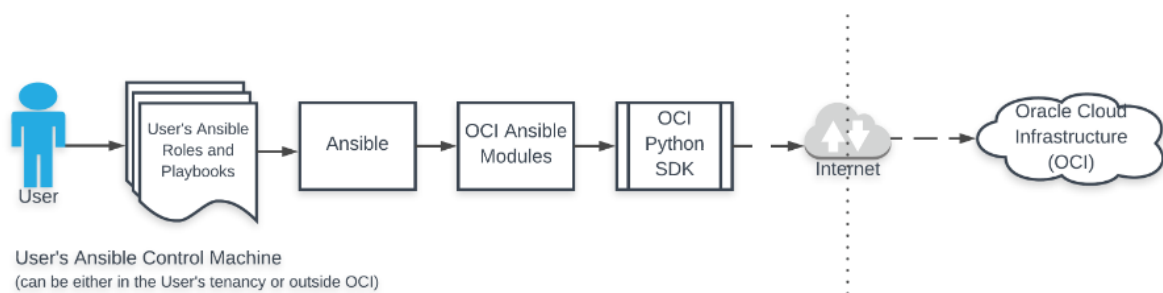 User
User's Ansible
Roles and
Playbooks
Ansible
OCI Ansible
Modules
OCI
Python
SDK
Internet
Oracle Cloud
Infrastructure
(OCI)
User's Ansible Control Machine
(can be either in the User's tenancy or outside OCI)